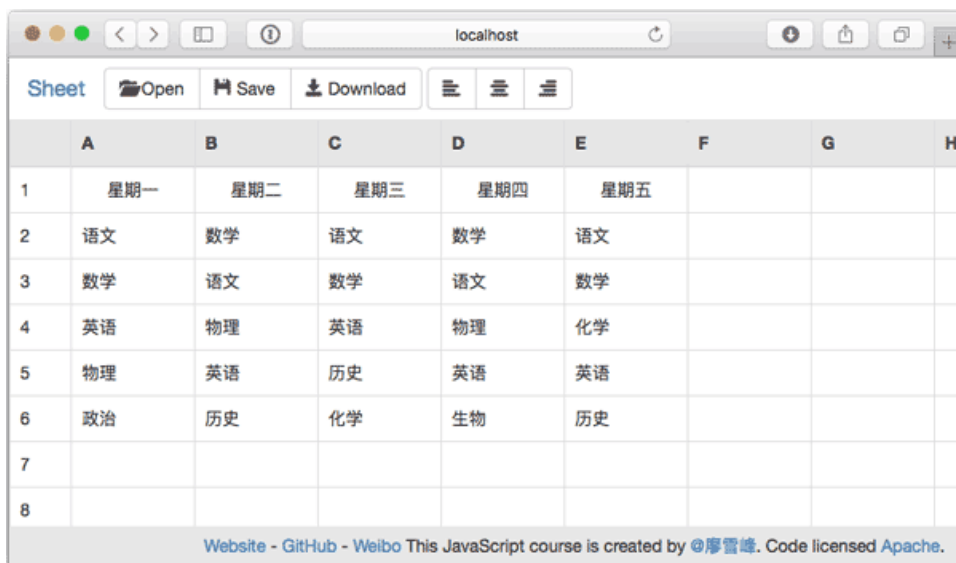 localhost
Sheet Open Save Download
A B C D E F G H
1 星期一 星期二 星期三 星期四 星期五
2 语文 数学 语文 数学 语文
3 数学 语文 数学 语文 数学
4 英语 物理 英语 物理 化学
5 物理 英语 历史 英语 英语
6 政治 历史 化学 生物 历史
7
8
Website - GitHub - Weibo This JavaScript course is created by @廖雪峰. Code licensed Apache.